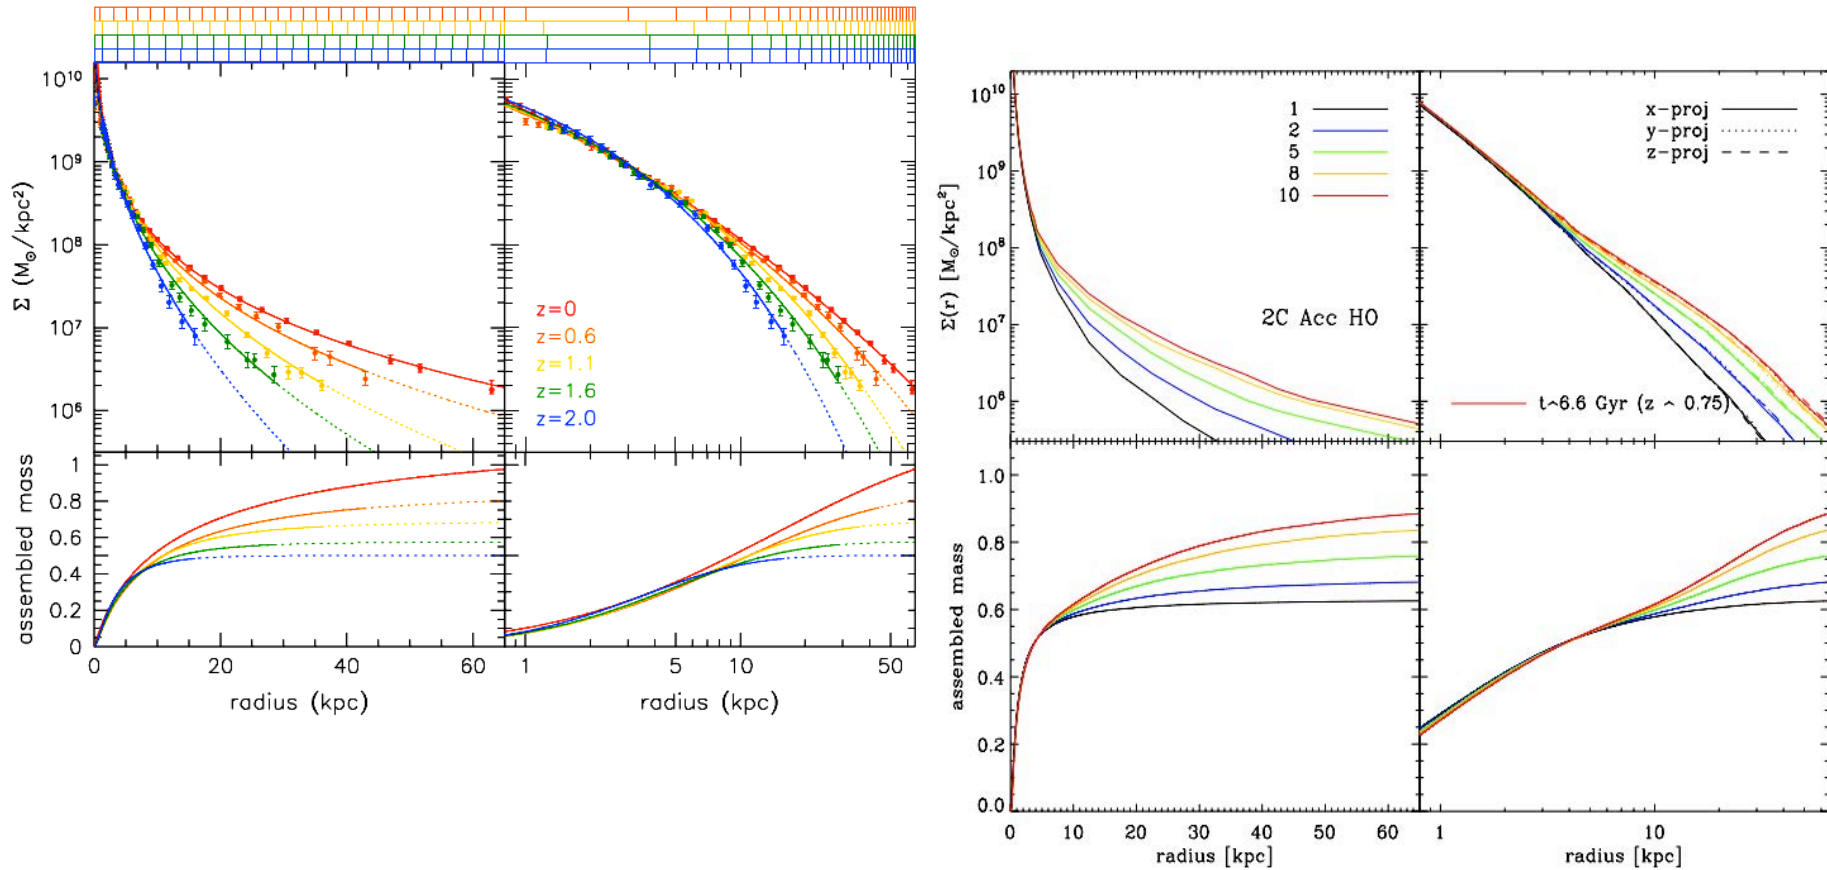 10¹⁰
10⁹
10⁸
10⁷
10⁶
Σ (M⊙/kpc²)
z=0
z=0.6
z=1.1
z=1.6
z=2.0
1
0.8
0.6
0.4
0.2
0
assembled mass
0 20 40 60
1 5 10 50
radius (kpc)
radius (kpc)
10¹⁰
10⁹
10⁸
10⁷
10⁶
Σ(r) [M⊙/kpc²]
1
2
5
8
10
2C Acc HO
x-proj
y-proj
z-proj
t~6.6 Gyr (z ~ 0.75)
1.0
0.8
0.6
0.4
0.2
0.0
assembled mass
0 10 20 30 40 50 60
1 10
radius [kpc]
radius [kpc]